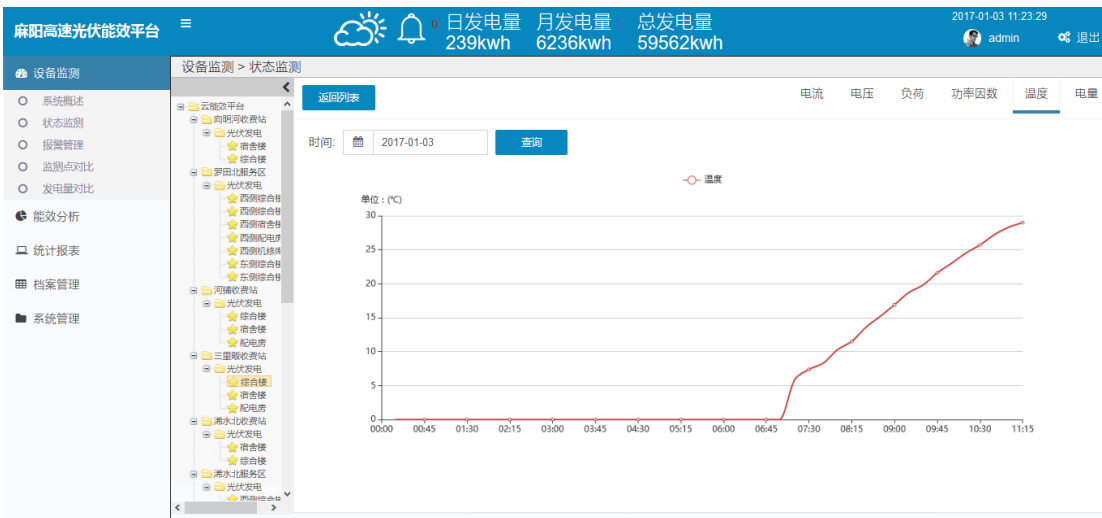 麻阳高速光伏能效平台
0
日发电量 月发电量 总发电量
239kwh 6236kwh 59562kwh
2017-01-03 11:23:29
admin
退出
设备监测
系统概述
状态监测
报警管理
监测点对比
发电量对比
能效分析
统计报表
档案管理
系统管理
设备监测 > 状态监测
云能效平台
向明河收费站
光伏发电
宿舍楼
综合楼
罗田北服务区
光伏发电
西侧综合楼
西侧综合楼
西侧宿舍楼
西侧配电房
西侧机修库
东侧综合楼
东侧综合楼
河铺收费站
光伏发电
综合楼
宿舍楼
配电房
三里畈收费站
光伏发电
综合楼
宿舍楼
配电房
浠水北收费站
光伏发电
宿舍楼
综合楼
浠水北服务区
光伏发电
西侧综合楼
返回列表
电流 电压 负荷 功率因数 温度 电量
时间: 2017-01-03 查询
温度
单位：(℃)
30
25
20
15
10
5
0
00:00 00:45 01:30 02:15 03:00 03:45 04:30 05:15 06:00 06:45 07:30 08:15 09:00 09:45 10:30 11:15